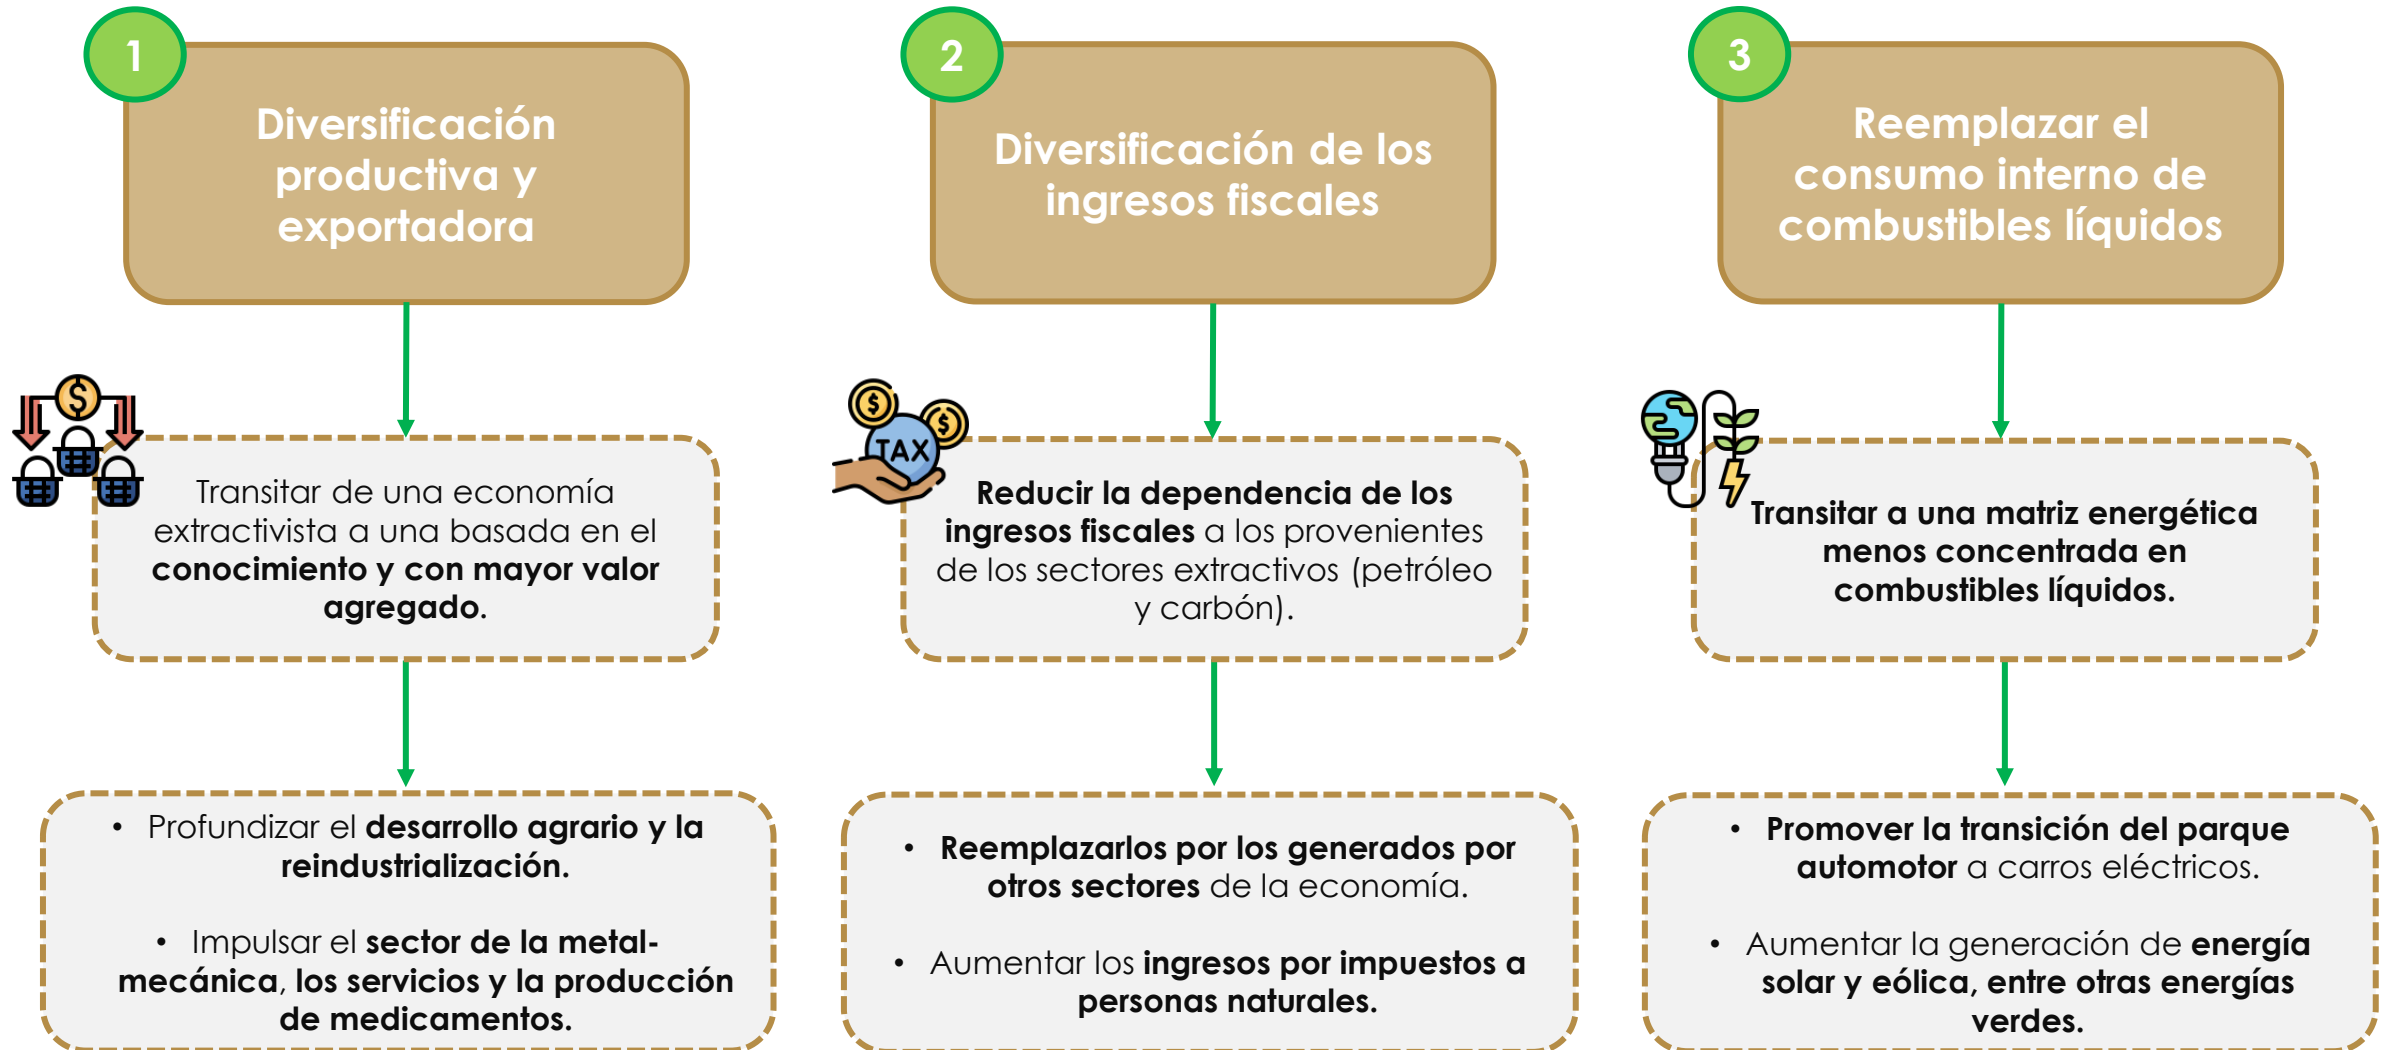 1
Diversificación
productiva y
exportadora
$
Transitar de una economía
extractivista a una basada en el
conocimiento y con mayor valor
agregado.
• Profundizar el desarrollo agrario y la
reindustrialización.
• Impulsar el sector de la metal-
mecánica, los servicios y la producción
de medicamentos.
2
Diversificación de los
ingresos fiscales
$
$
TAX
Reducir la dependencia de los
ingresos fiscales a los provenientes
de los sectores extractivos (petróleo
y carbón).
• Reemplazarlos por los generados por
otros sectores de la economía.
• Aumentar los ingresos por impuestos a
personas naturales.
3
Reemplazar el
consumo interno de
combustibles líquidos
Transitar a una matriz energética
menos concentrada en
combustibles líquidos.
• Promover la transición del parque
automotor a carros eléctricos.
• Aumentar la generación de energía
solar y eólica, entre otras energías
verdes.